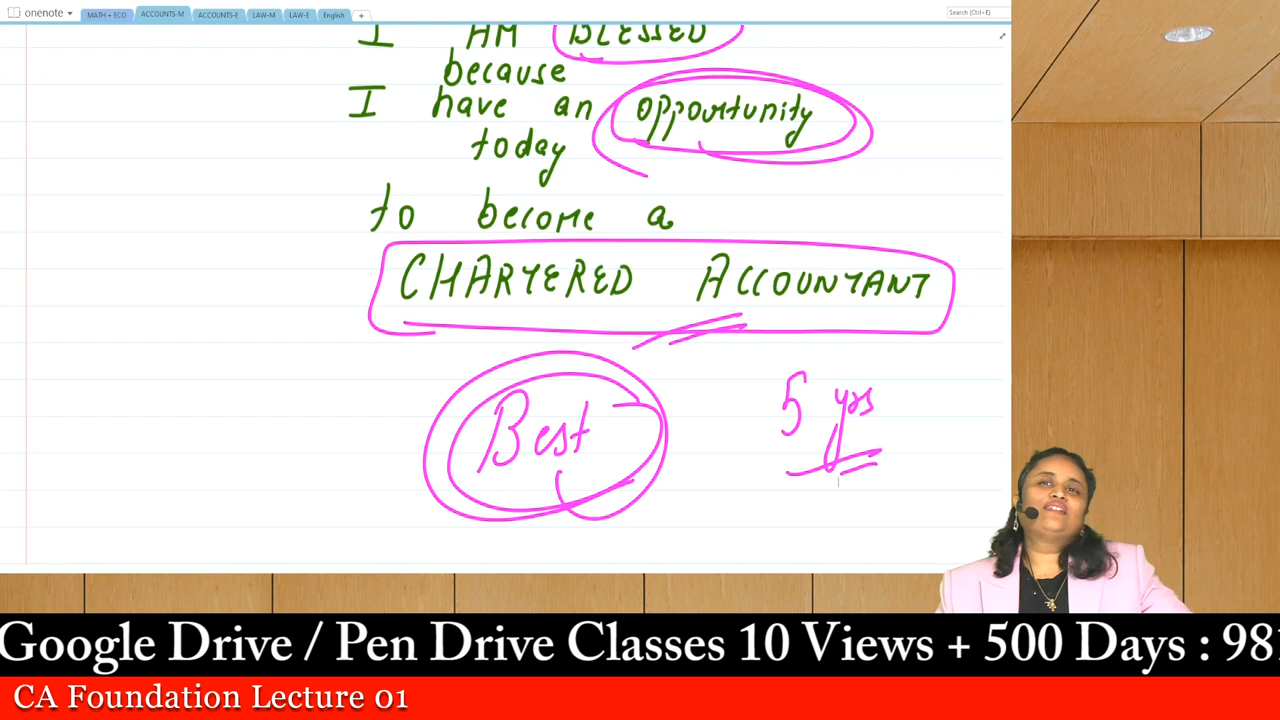 onenote
MATH + ECO ACCOUNTS-M ACCOUNTS-E LAW-M LAW-E English +
Search (Ctrl+E)
I AM BLESSED
because
I have an opportunity
today
to become a
CHARTERED ACCOUNTANT
Best 5 yrs
Google Drive / Pen Drive Classes 10 Views + 500 Days : 981
CA Foundation Lecture 01